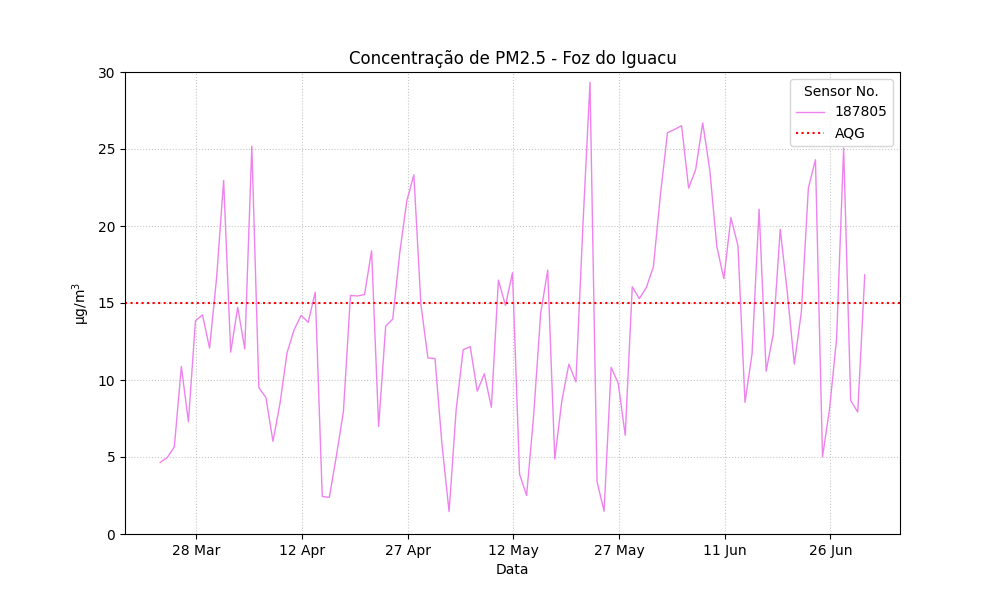 Concentração de PM2.5 - Foz do Iguacu
Sensor No.
187805
AQG
30
25
20
15
10
5
0
µg/m³
28 Mar
12 Apr
27 Apr
12 May
27 May
11 Jun
26 Jun
Data